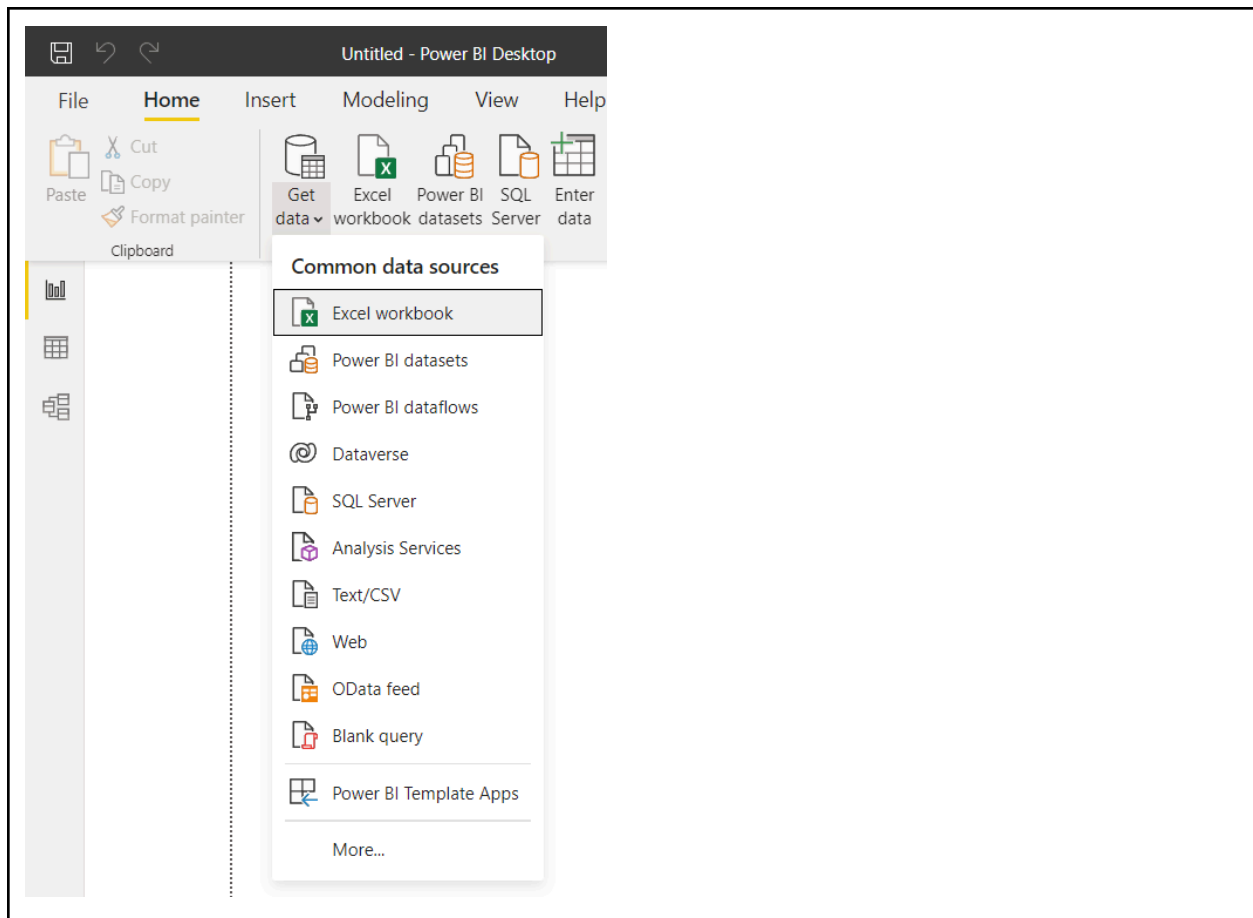 Untitled - Power BI Desktop
File Home Insert Modeling View Help
Cut
Copy
Format painter
Paste
Clipboard
Get data
Excel workbook
Power BI datasets
SQL Server
Enter data
Common data sources
Excel workbook
Power BI datasets
Power BI dataflows
Dataverse
SQL Server
Analysis Services
Text/CSV
Web
OData feed
Blank query
Power BI Template Apps
More...